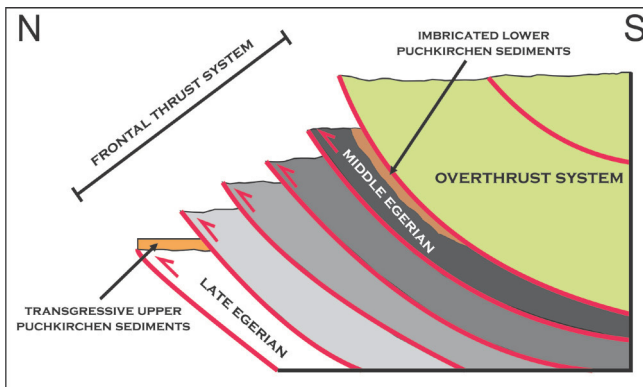 N
S
IMBRICATED LOWER
PUCHKIRCHEN SEDIMENTS
FRONTAL THRUST SYSTEM
MIDDLE EGERIAN
OVERTHRUST SYSTEM
LATE EGERIAN
TRANSGRESSIVE UPPER
PUCHKIRCHEN SEDIMENTS